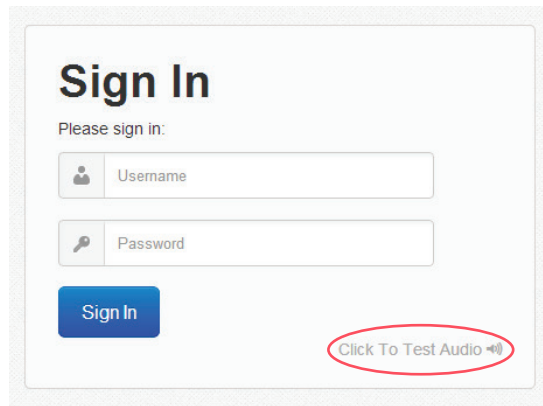 Sign In
Please sign in:
Username
Password
Sign In
Click To Test Audio